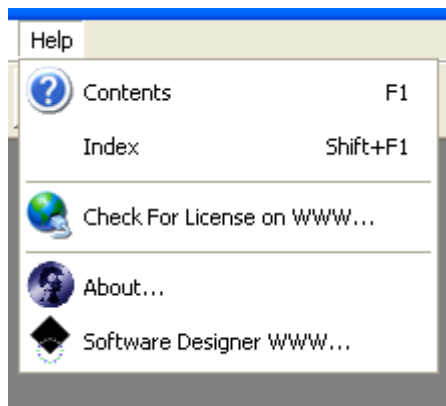 Help
Contents F1
Index Shift+F1
Check For License on WWW...
About...
Software Designer WWW...